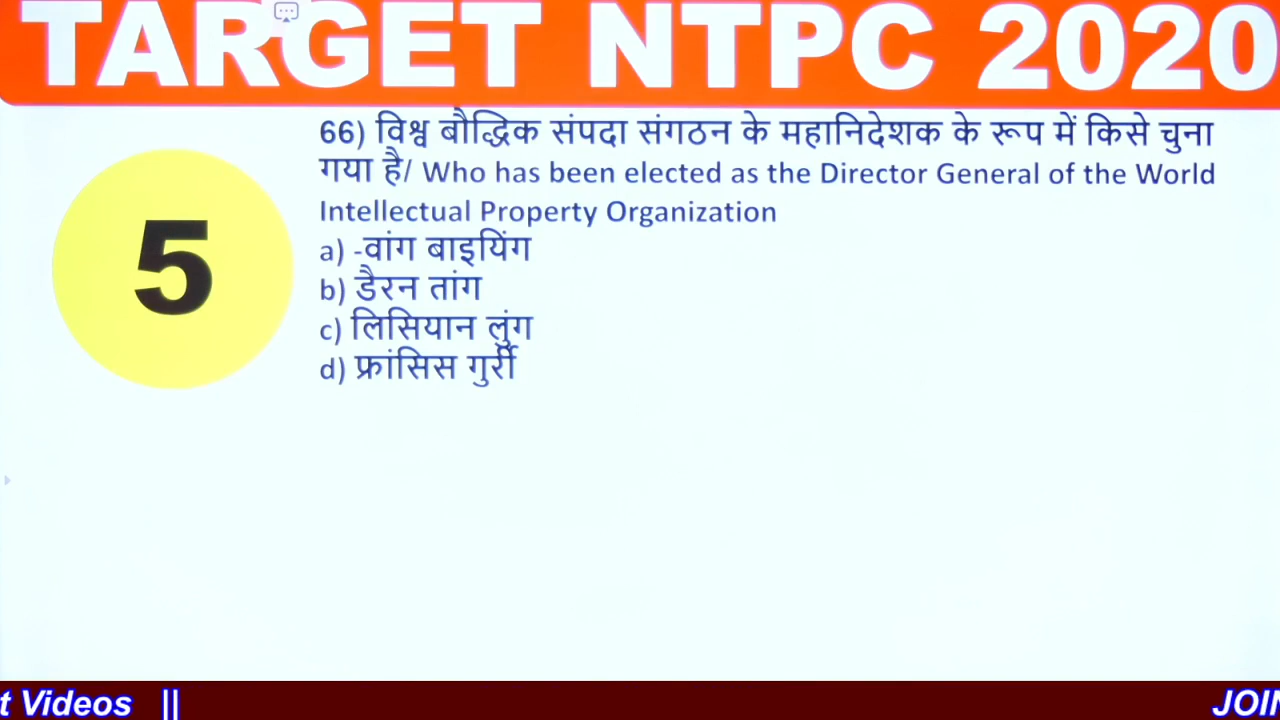 TARGET NTPC 2020
66) विश्व बौद्धिक संपदा संगठन के महानिदेशक के रूप में किसे चुना
गया है/ Who has been elected as the Director General of the World
Intellectual Property Organization
a) -वांग बाइयिंग
b) डैरन तांग
c) लिसियान लुंग
d) फ्रांसिस गुर्री
5
t Videos ||
JOIN